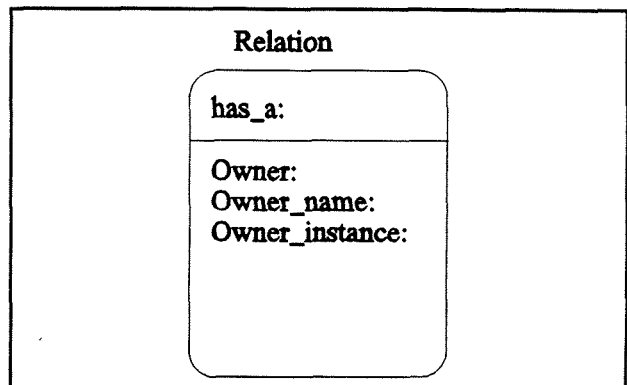 Relation
has_a:
Owner:
Owner_name:
Owner_instance: